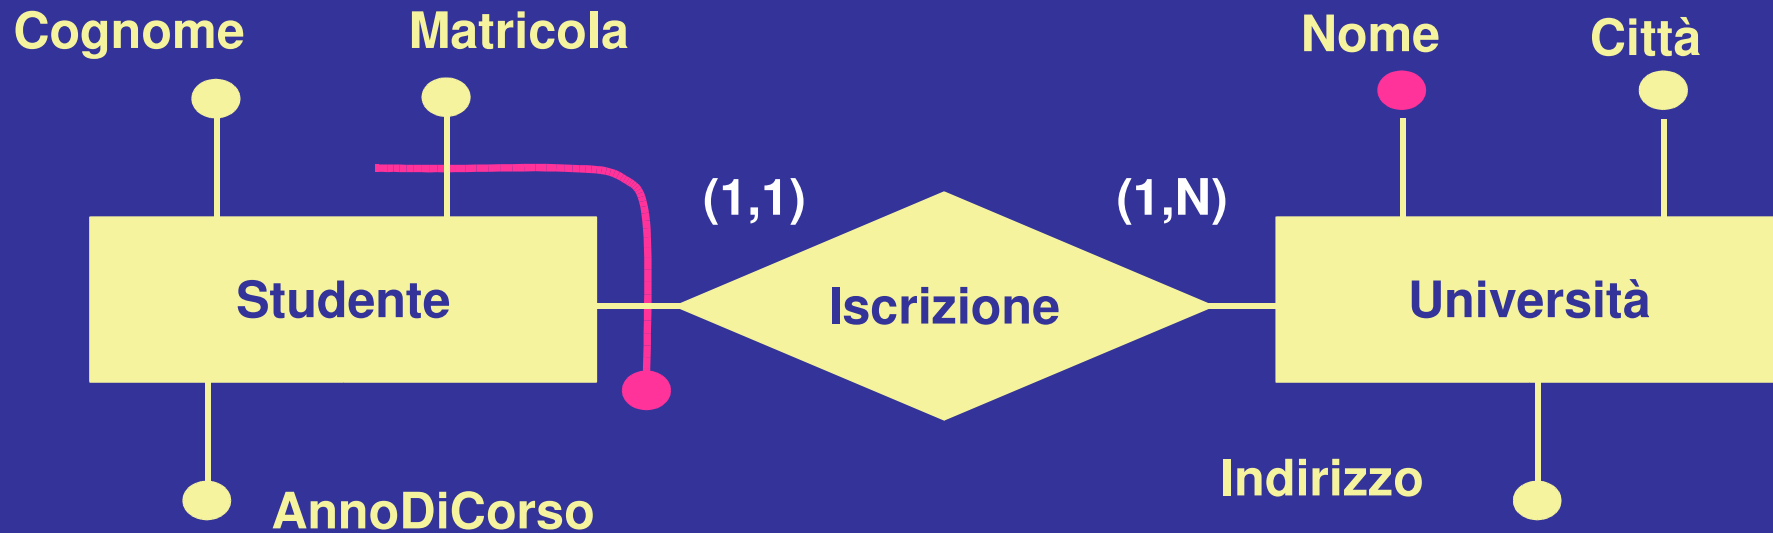 Cognome
Matricola
Nome
Città
(1,1)
(1,N)
Studente
Iscrizione
Università
AnnoDiCorso
Indirizzo